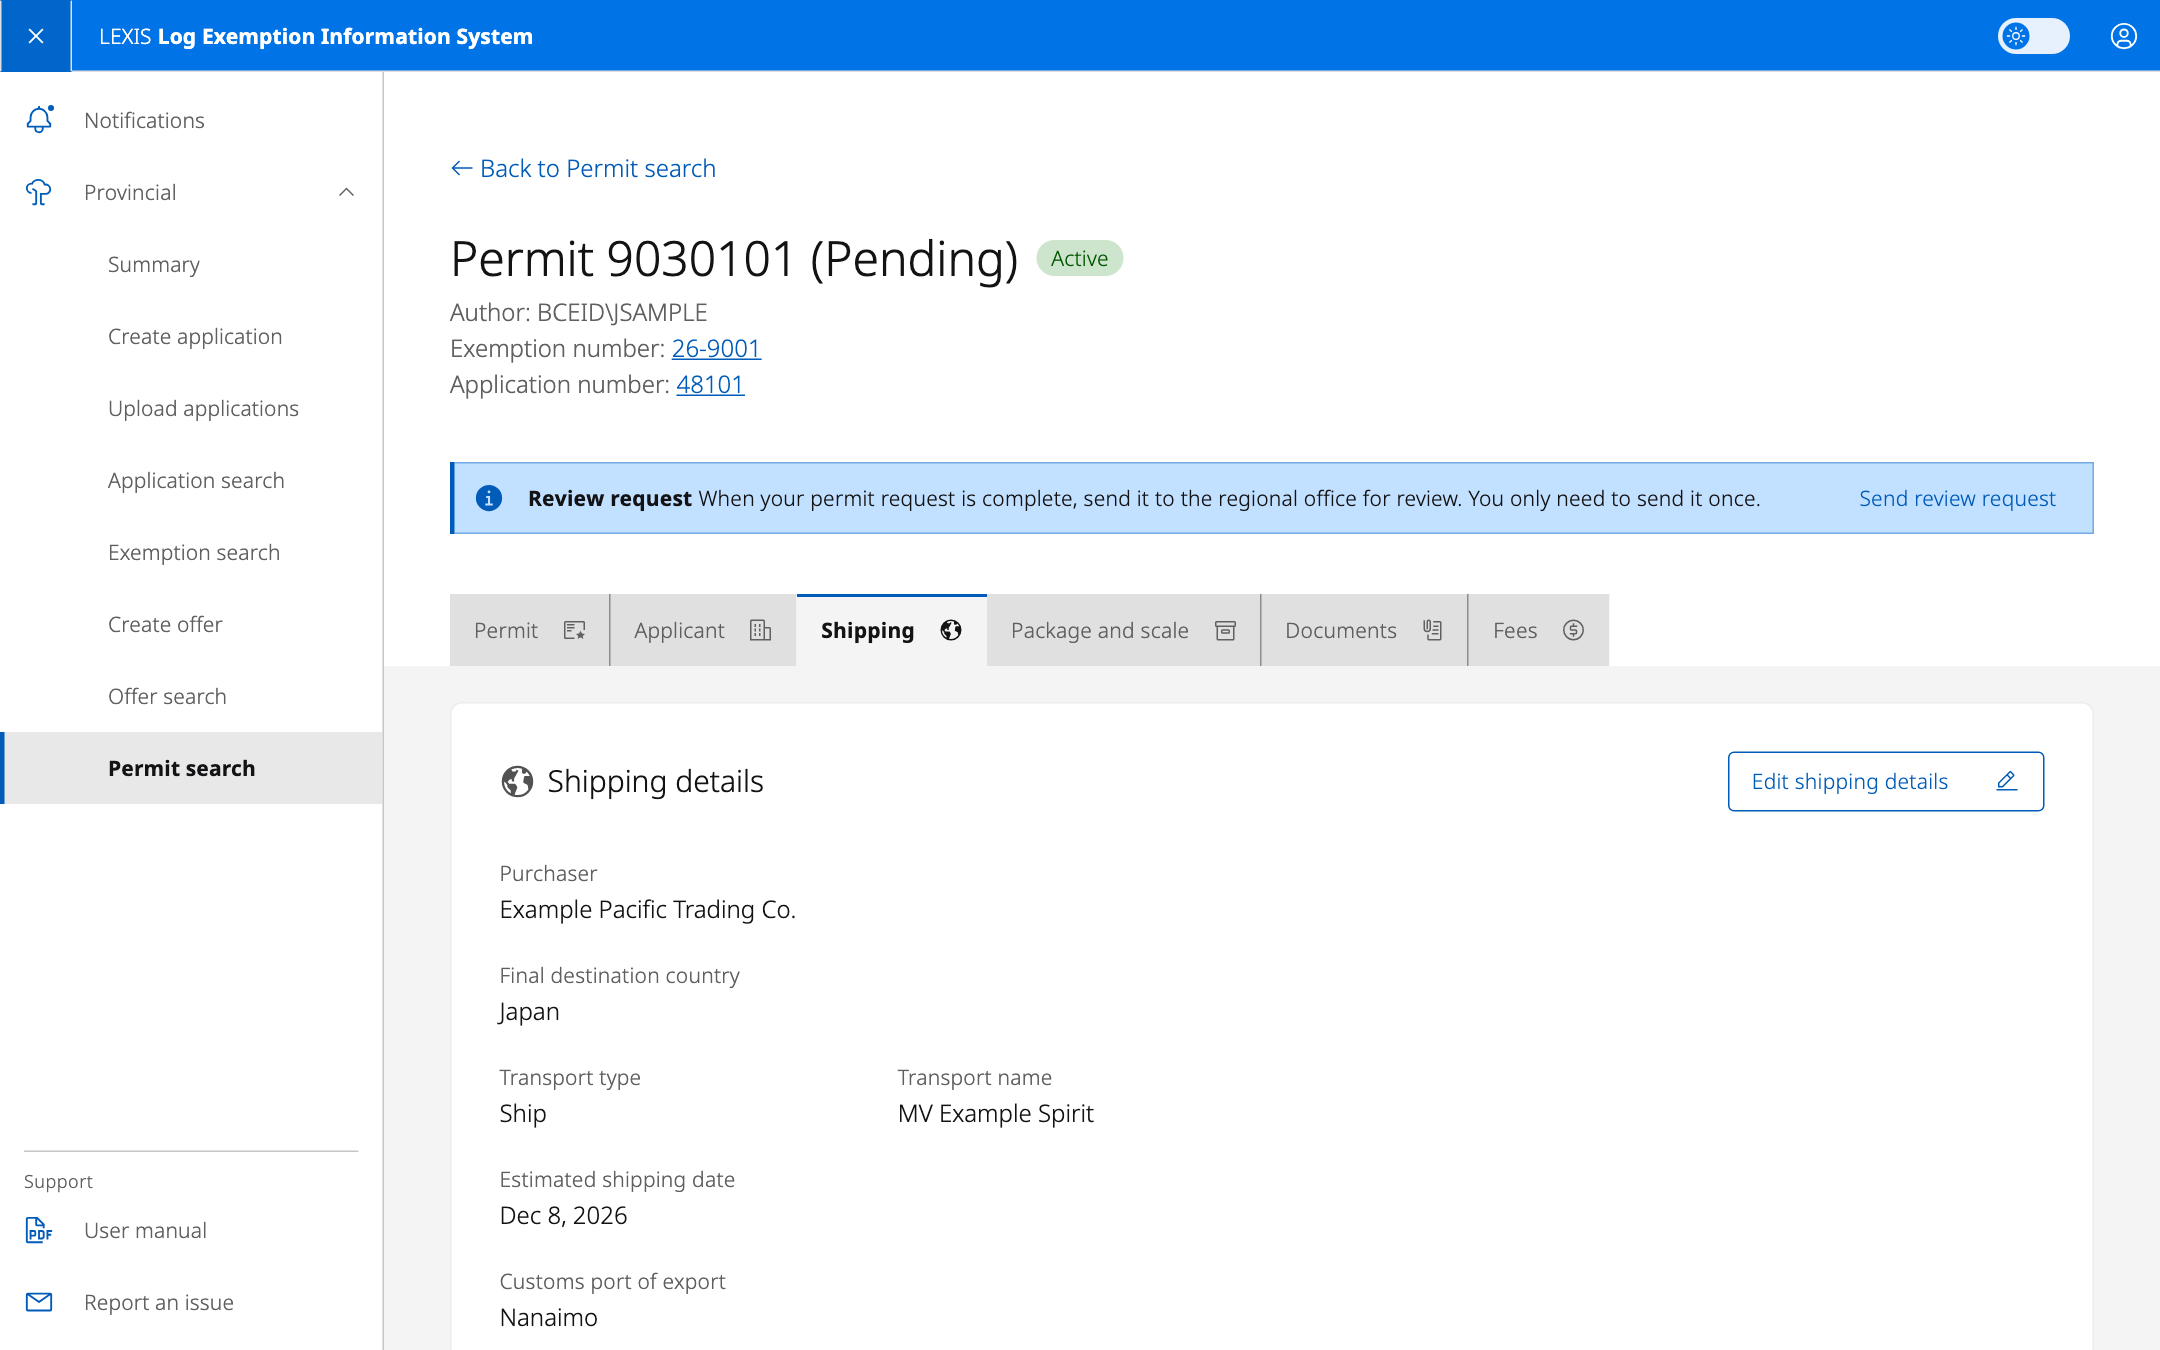 LEXIS Log Exemption Information System
Notifications
Provincial
Summary
Create application
Upload applications
Application search
Exemption search
Create offer
Offer search
Permit search
Support
PDF User manual
Report an issue
← Back to Permit search
Permit 9030101 (Pending) Active
Author: BCEID\JSAMPLE
Exemption number: 26-9001
Application number: 48101
Review request When your permit request is complete, send it to the regional office for review. You only need to send it once. Send review request
Permit Applicant Shipping Package and scale Documents Fees
Shipping details Edit shipping details
Purchaser
Example Pacific Trading Co.
Final destination country
Japan
Transport type Transport name
Ship MV Example Spirit
Estimated shipping date
Dec 8, 2026
Customs port of export
Nanaimo